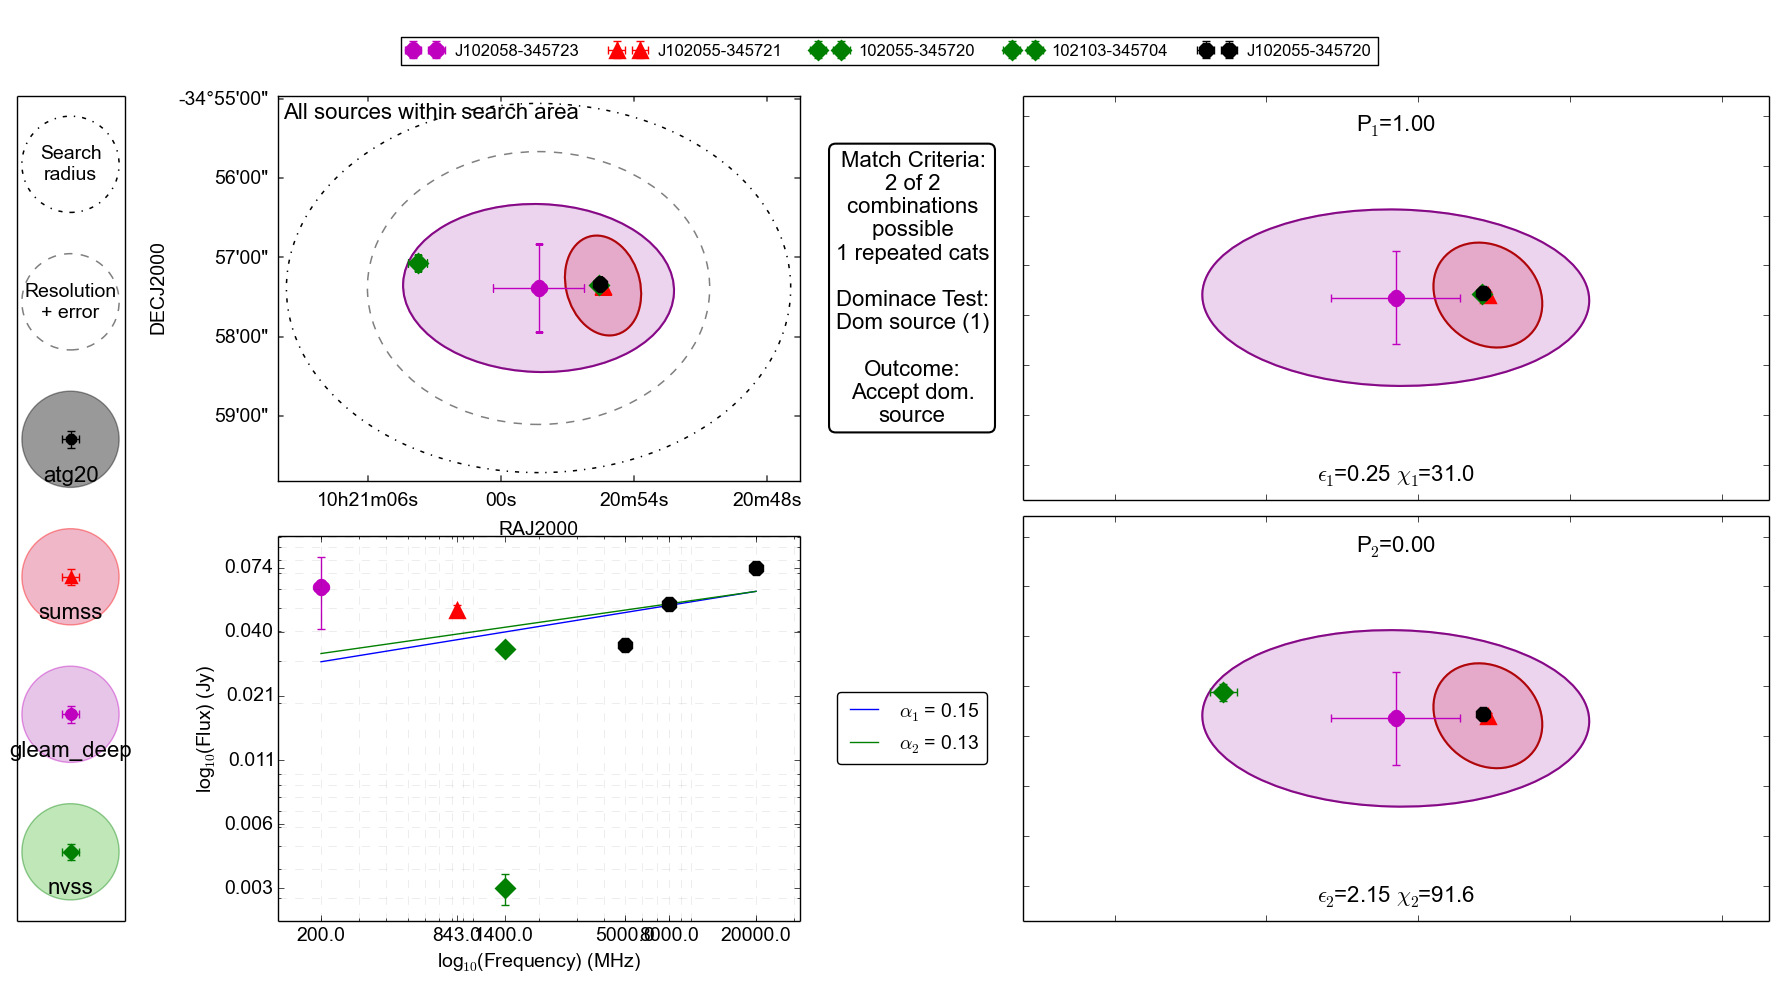 J102058-345723
J102055-345721
102055-345720
102103-345704
J102055-345720
Search
radius
Resolution
+ error
atg20
sumss
gleam_deep
nvss
All sources within search area
-34°55'00"
56'00"
57'00"
58'00"
59'00"
DECJ2000
10h21m06s
00s
20m54s
20m48s
RAJ2000
Match Criteria:
2 of 2
combinations
possible
1 repeated cats
Dominace Test:
Dom source (1)
Outcome:
Accept dom.
source
P₁=1.00
ϵ₁=0.25 χ₁=31.0
0.074
0.040
0.021
0.011
0.006
0.003
log₁₀(Flux) (Jy)
200.0
843.0
1400.0
5000.0
8000.0
20000.0
log₁₀(Frequency) (MHz)
α₁ = 0.15
α₂ = 0.13
P₂=0.00
ϵ₂=2.15 χ₂=91.6